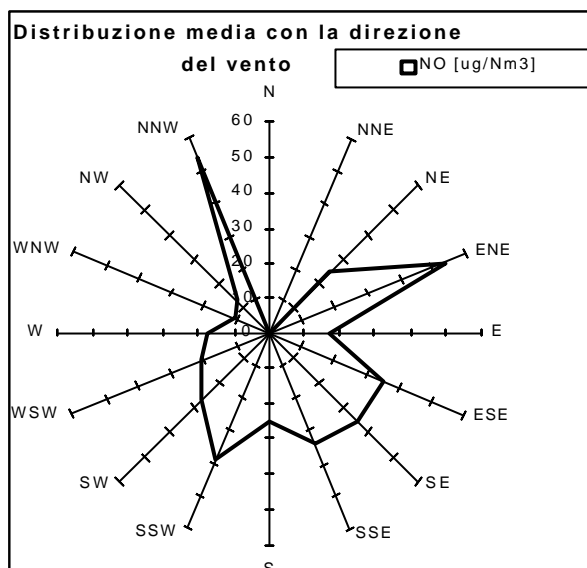 Distribuzione media con la direzione
del vento
NO [ug/Nm3]
N
NNW
60
NNE
50
NW
NE
40
30
WNW
ENE
20
10
W
0
E
WSW
ESE
SW
SE
SSW
SSE
S